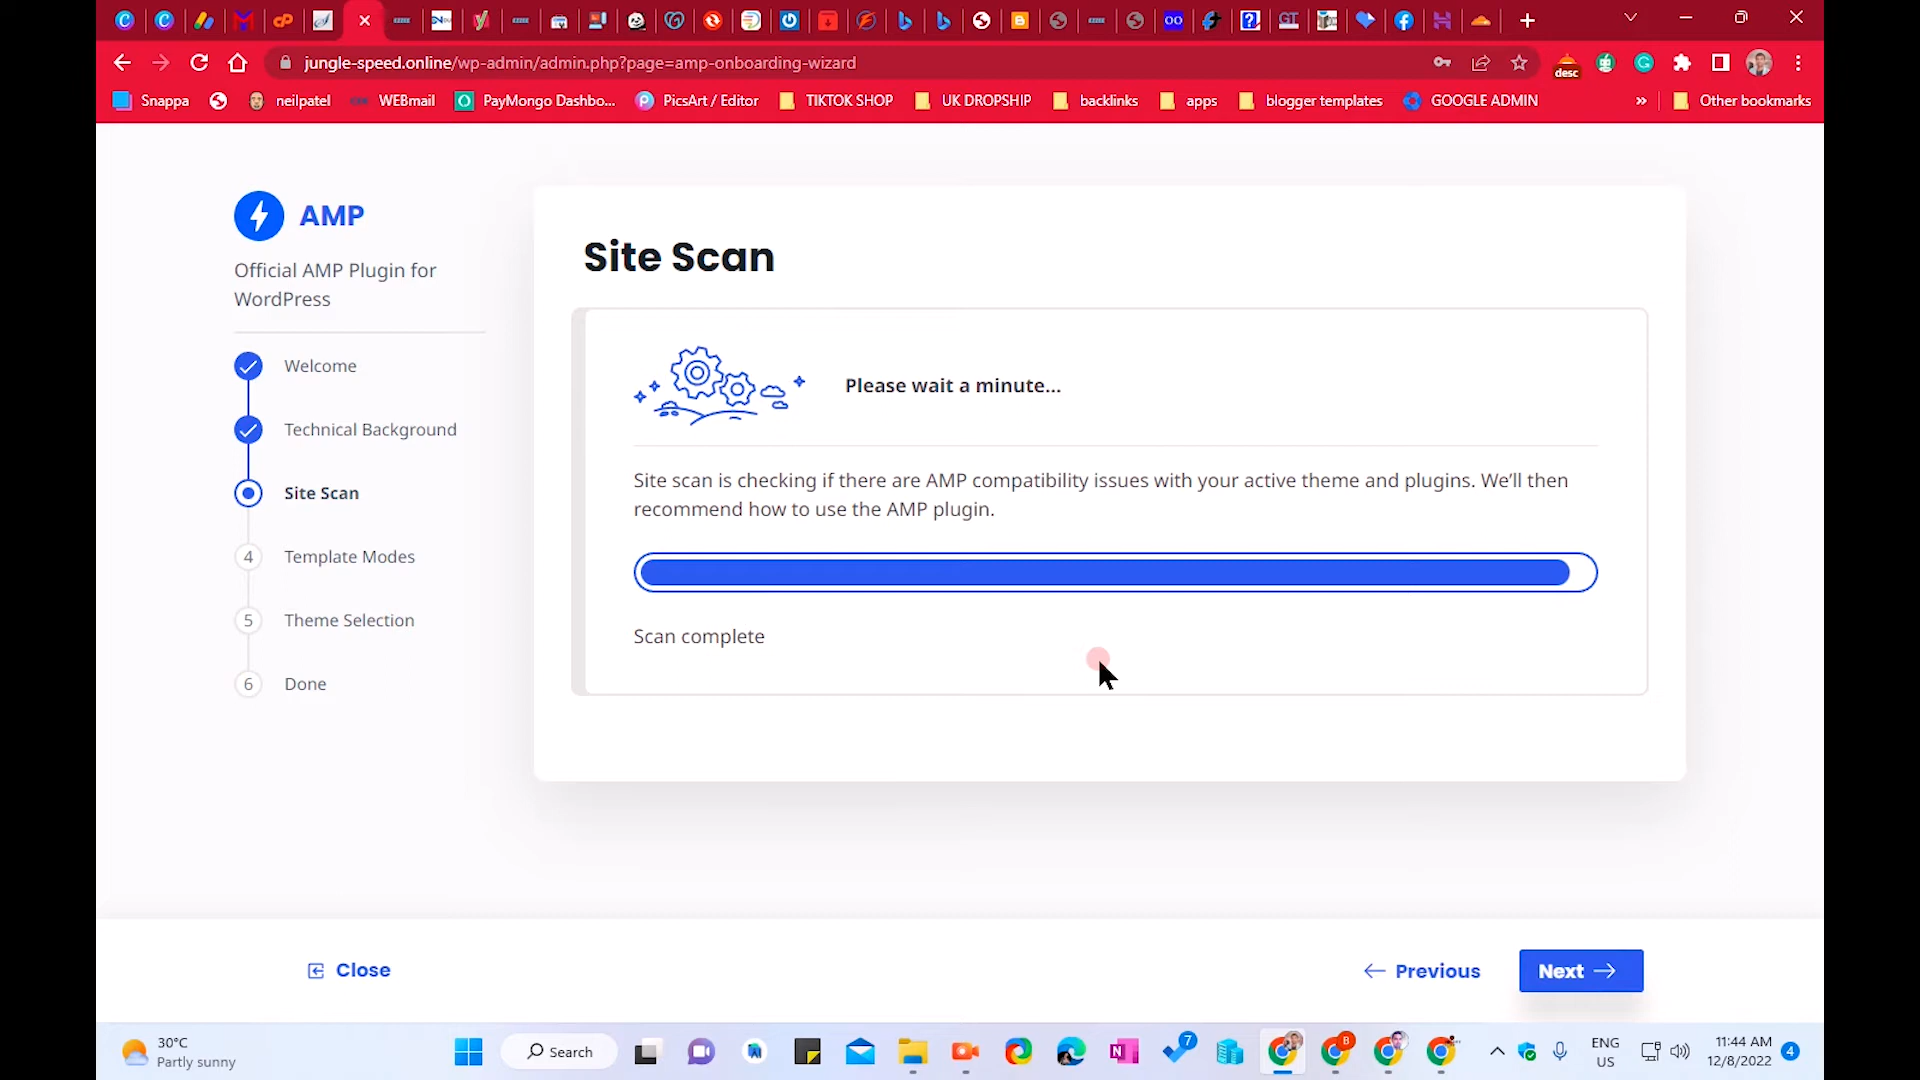 jungle-speed.online/wp-admin/admin.php?page=amp-onboarding-wizard
desc
Snappa
neilpatel
WEBmail
PayMongo Dashbo...
PicsArt / Editor
TIKTOK SHOP
UK DROPSHIP
backlinks
apps
blogger templates
GOOGLE ADMIN
»
Other bookmarks
AMP
Official AMP Plugin for
WordPress
Welcome
Technical Background
Site Scan
4 Template Modes
5 Theme Selection
6 Done
Site Scan
Please wait a minute...
Site scan is checking if there are AMP compatibility issues with your active theme and plugins. We’ll then
recommend how to use the AMP plugin.
Scan complete
Close
Previous
Next
30°C
Partly sunny
Search
7
8
ENG
US
11:44 AM
12/8/2022
4